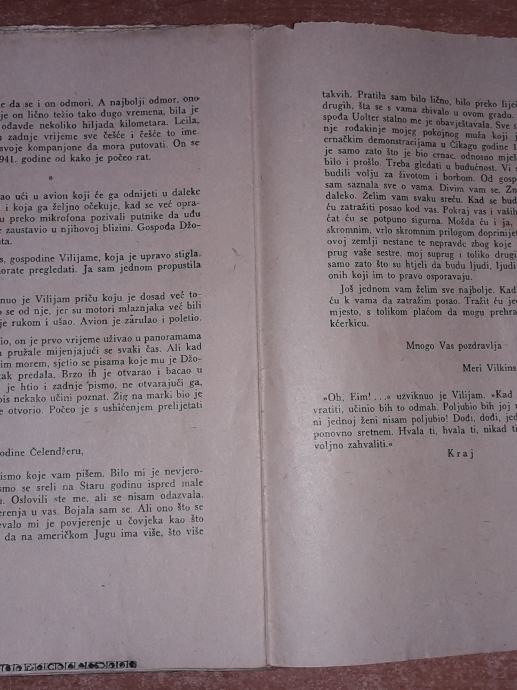 e da se i on odmori. A najbolji odmor, ono
je on lično težio tako dugo vremena, bila je
odavde nekoliko hiljada kilometara. Leila,
zadnje vrijeme sve češće i češće to ime.
svoje kompanjone da mora putovati. On se
1941. godine od kako je počeo rat.
*
ao ući u avion koji će ga odnijeti u daleke
i koja ga željno očekuje, kad se već opra-
u preko mikrofona pozivali putnike da uđu
e zaustavio u njihovoj blizini. Gospođa Džo-
ta.
s, gospodine Vilijame, koja je upravo stigla.
orate pregledati. Ja sam jednom propustila
nuo je Vilijam priču koju je dosad već to-
o se od nje, jer su motori mlaznjaka već bili
je rukom i ušao. Avion je zarulao i poletio.
io, on je prvo vrijeme uživao u panoramama
pružale mijenjajući se svaki čas. Ali kad
im morem, sjetio se pisama koje mu je Džo-
tak predala. Brzo ih je otvarao i bacao u
je htio i zadnje pismo, ne otvarajući ga,
pis nekako učini poznat. Žig na marki bio je
e otvorio. Počeo je s ushićenjem prelijetati
odine Čelendžeru,
ismo koje vam pišem. Bilo mi je nevjero-
smo se sreli na Staru godinu ispred male
u. Oslovili ste me, ali se nisam odazvala.
erenja u vas. Bojala sam se. Ali ono što se
evalo mi je povjerenje u čovjeka kao što
da na američkom Jugu ima više, što više
takvih. Pratila sam bilo lično, bilo preko lije
drugih, šta se s vama zbivalo u ovom gradu.
spođa Uolter stalno me je obavještavala. Sve
nje rođakinje mojeg pokojnog muža koji j
crnačkim demonstracijama u Čikagu godine 1
je samo zato što je bio crnac, odnosno mješ
bilo i prošlo. Treba gledati u budućnost. Vi s
budili volju za životom i borbom. Od gosp
sam saznala sve o vama. Divim vam se. Zn
daleko. Želim vam svaku sreću. Kad se bud
ću zatražiti posao kod vas. Pokraj vas i vaših
ćat ću se potpuno sigurna. Možda ću i ja,
skromnim, vrlo skromnim prilogom doprinijet
ovoj zemlji nestane te nepravde zbog koje
prug vaše sestre, moj suprug i toliko drugi
samo zato što su htjeli da budu ljudi, ljudi
onih koji im to pravo osporavaju.
Još jednom vam želim sve najbolje. Kad
ću k vama da zatražim posao. Tražit ću je
mjesto, s tolikom plaćom da mogu prehra
kćerkicu.
Mnogo Vas pozdravlja
Meri Vilkins
»Oh, Eim!...« uzviknuo je Vilijam. »Kad
vratiti, učinio bih to odmah. Poljubio bih joj
ni jednoj ženi nisam poljubio! Dođi, dođi, jed
ponovno sretnem. Hvala ti, hvala ti, nikad ti
voljno zahvaliti.«
Kraj